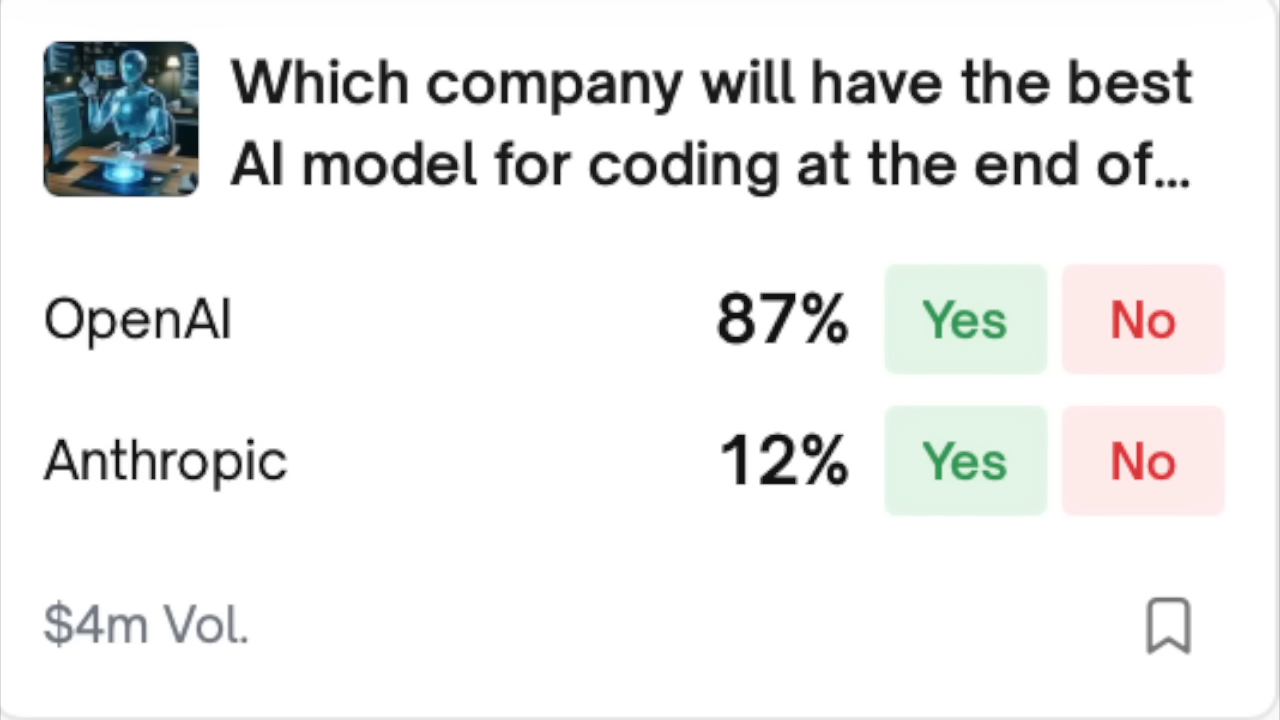 Which company will have the best
AI model for coding at the end of...
OpenAI 87% Yes No
Anthropic 12% Yes No
$4m Vol.